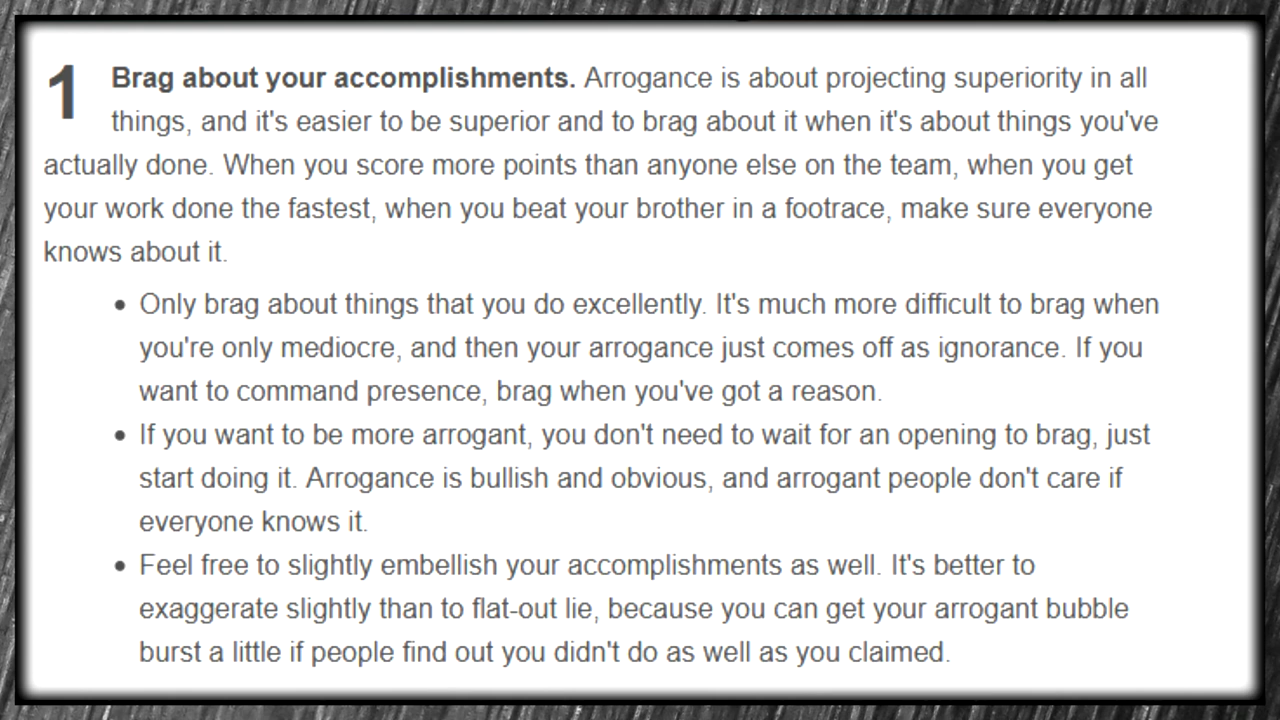 1 Brag about your accomplishments. Arrogance is about projecting superiority in all
things, and it's easier to be superior and to brag about it when it's about things you've
actually done. When you score more points than anyone else on the team, when you get
your work done the fastest, when you beat your brother in a footrace, make sure everyone
knows about it.
• Only brag about things that you do excellently. It's much more difficult to brag when
you're only mediocre, and then your arrogance just comes off as ignorance. If you
want to command presence, brag when you've got a reason.
• If you want to be more arrogant, you don't need to wait for an opening to brag, just
start doing it. Arrogance is bullish and obvious, and arrogant people don't care if
everyone knows it.
• Feel free to slightly embellish your accomplishments as well. It's better to
exaggerate slightly than to flat-out lie, because you can get your arrogant bubble
burst a little if people find out you didn't do as well as you claimed.